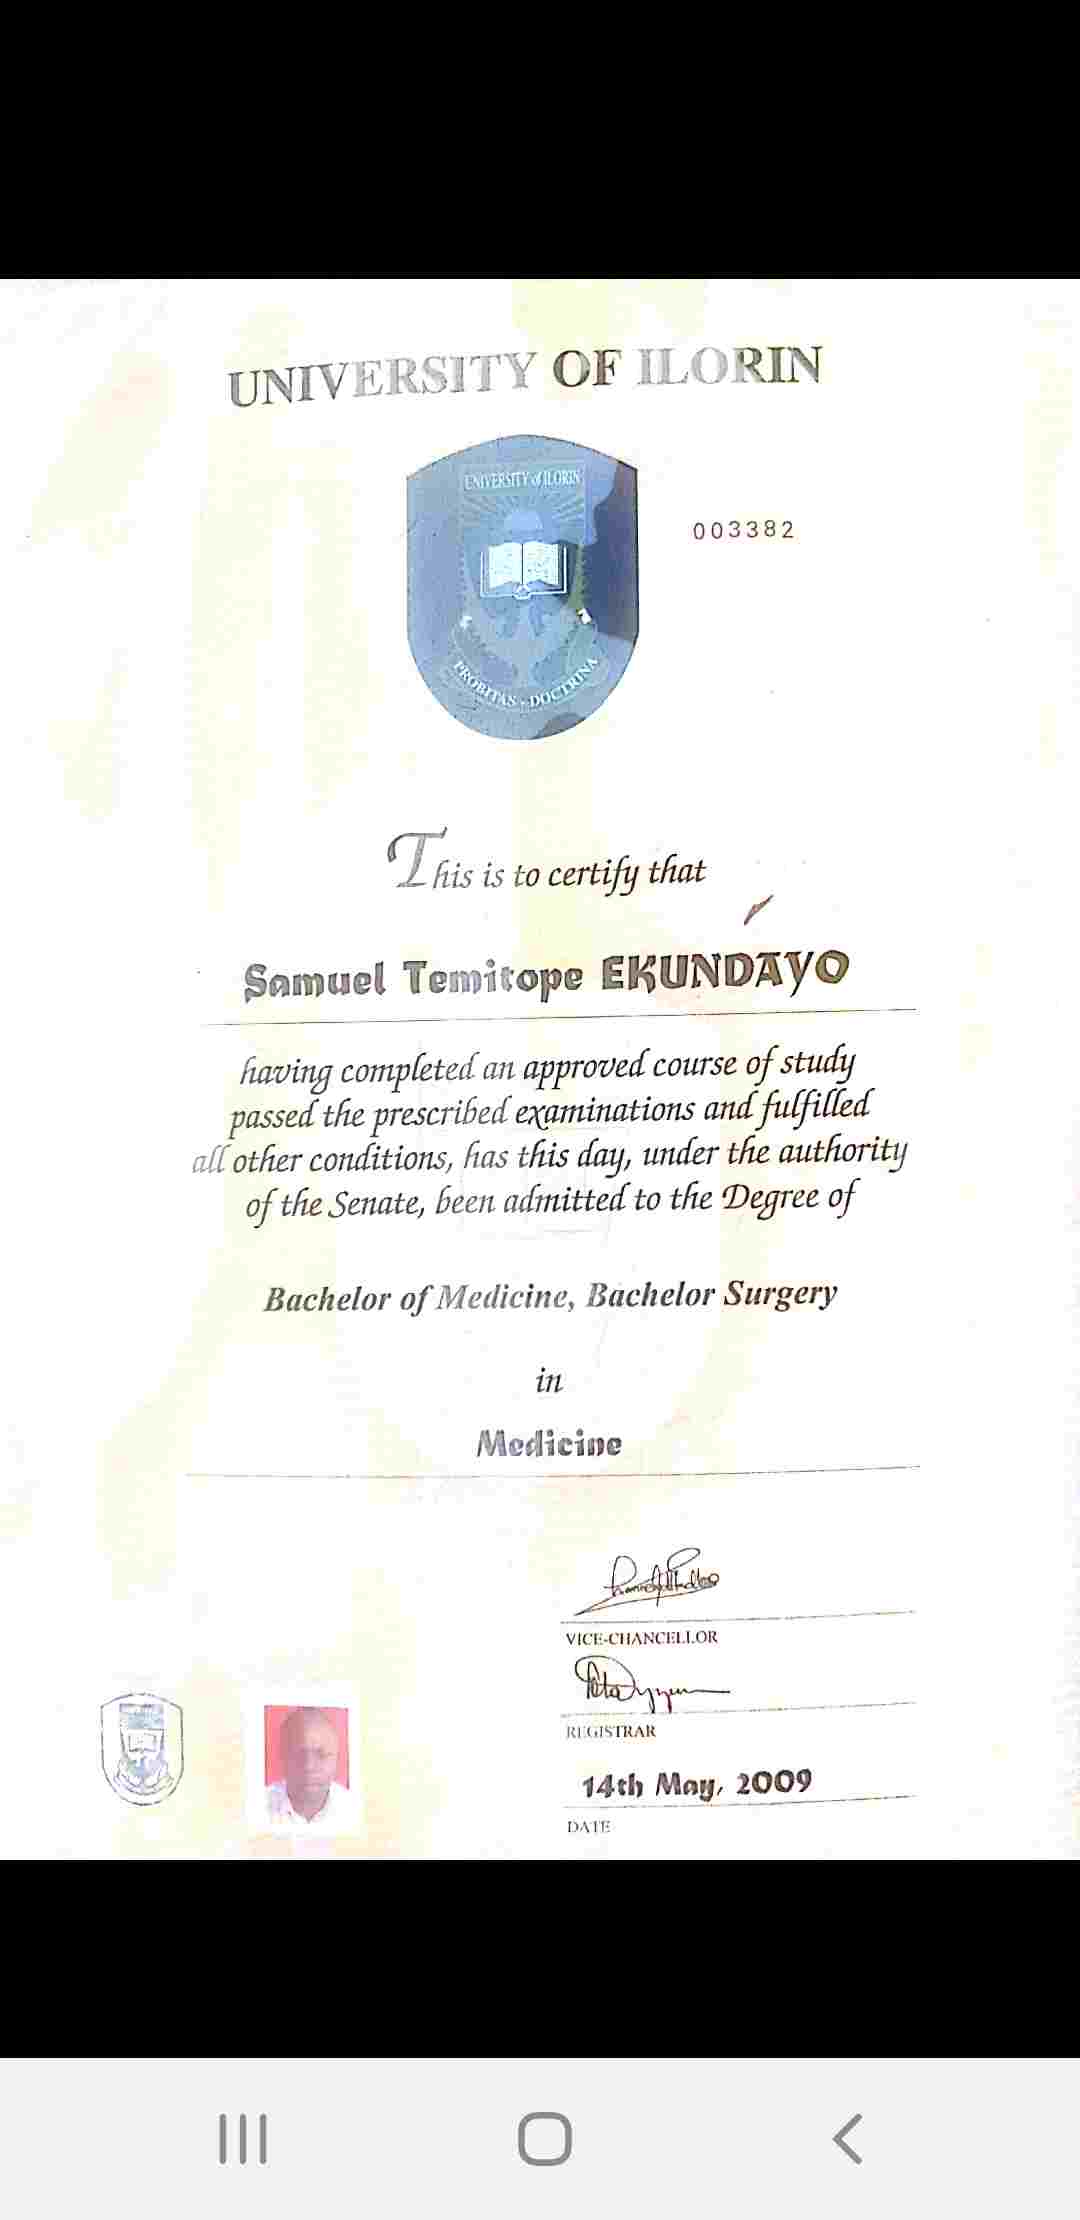 UNIVERSITY OF ILORIN
UNIVERSITY of ILORIN
003382
PROBITAS - DOCTRINA
This is to certify that
Samuel Temitope EKUNDAYO
having completed an approved course of study
passed the prescribed examinations and fulfilled
all other conditions, has this day, under the authority
of the Senate, been admitted to the Degree of
Bachelor of Medicine, Bachelor Surgery
in
Medicine
VICE-CHANCELLOR
REGISTRAR
14th May, 2009
DATE